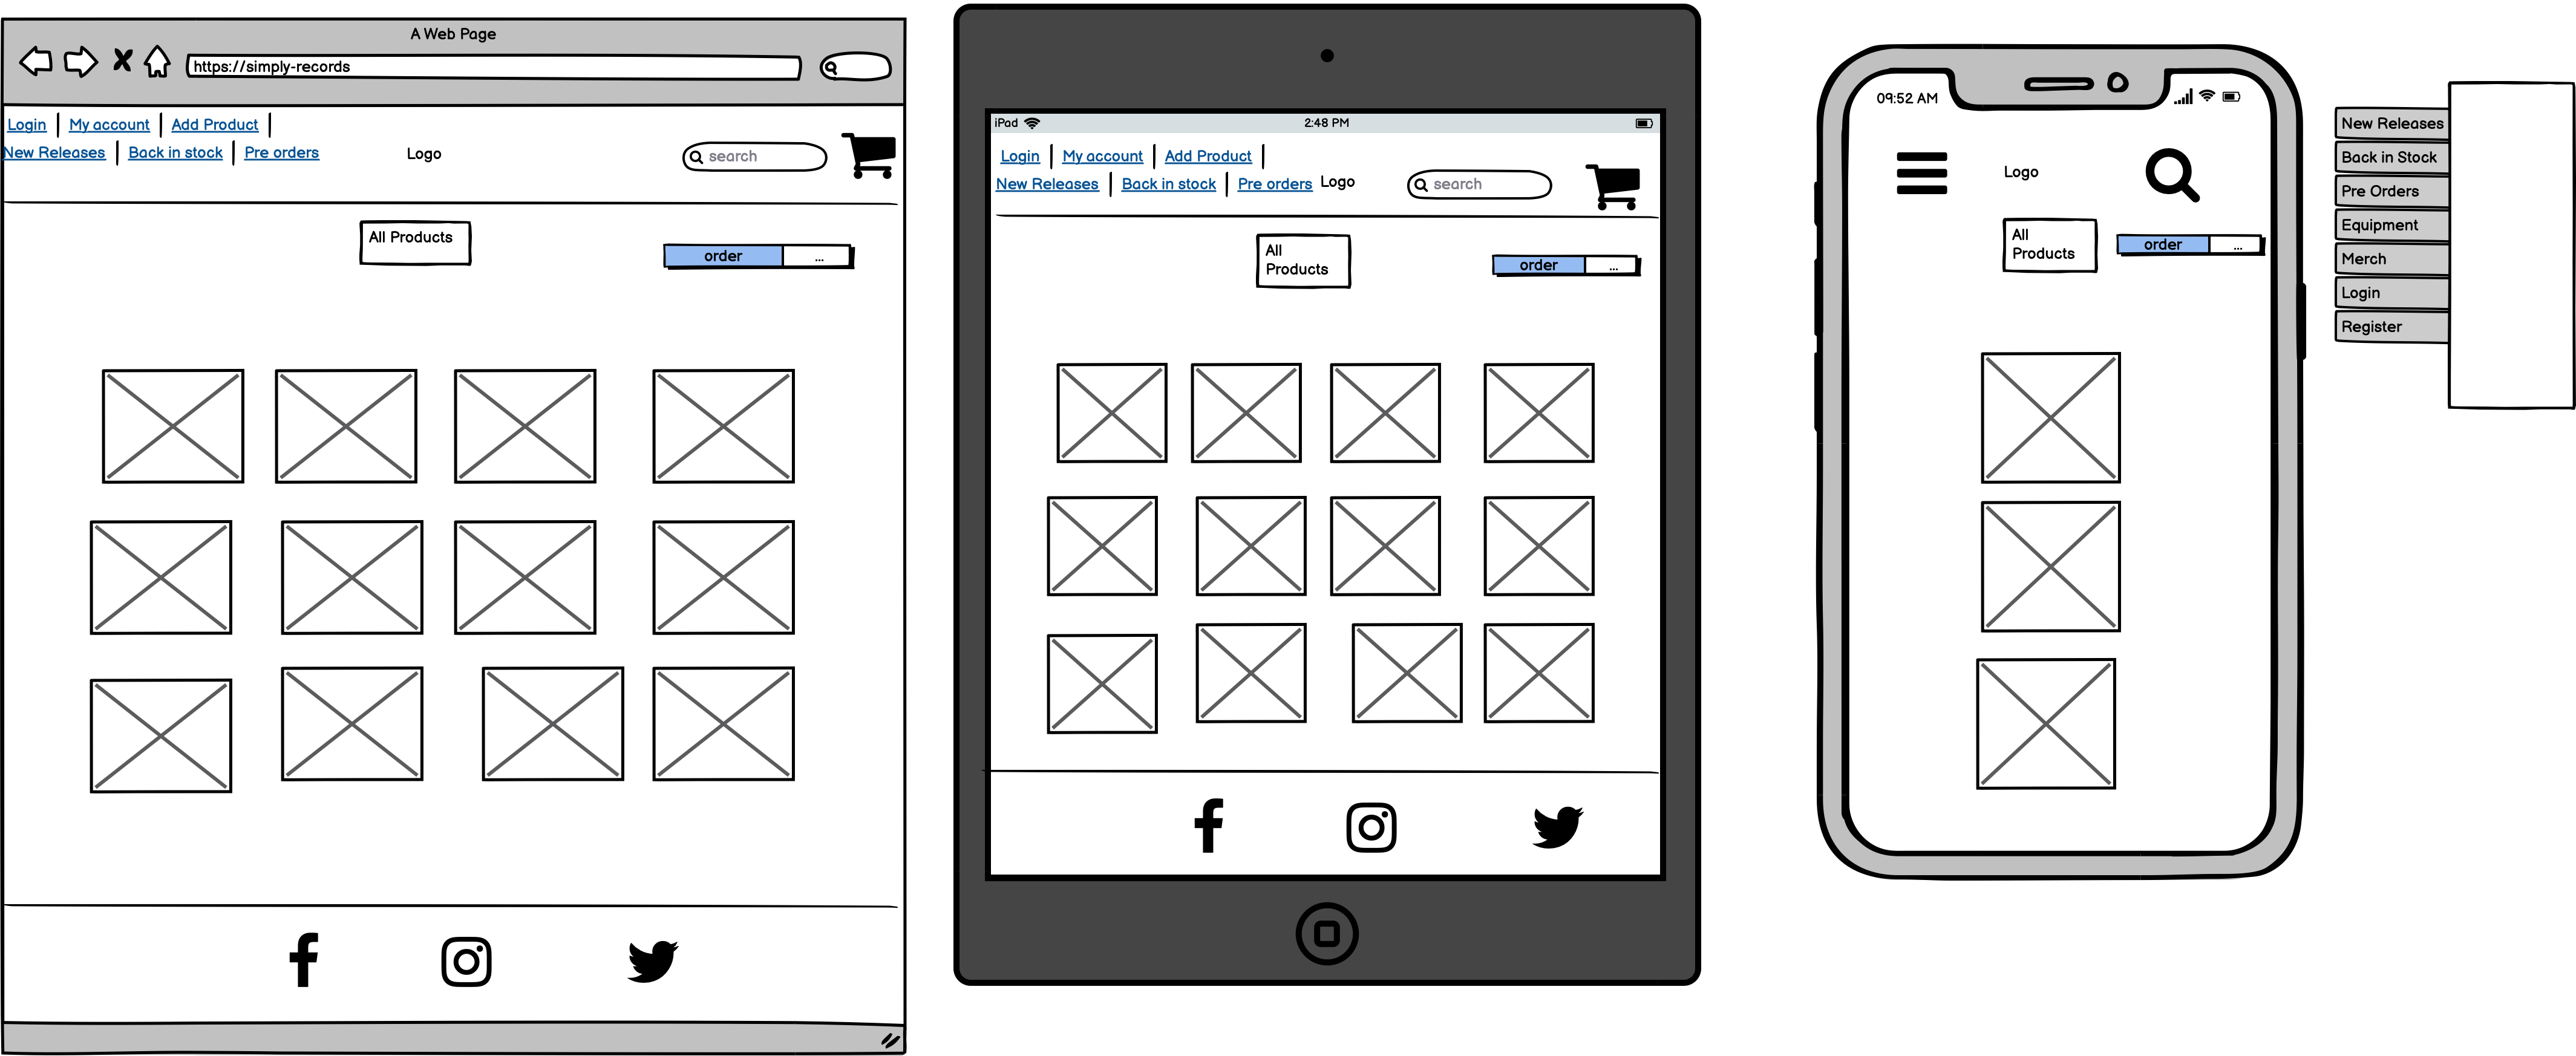 A Web Page
https://simply-records
Login My account Add Product
New Releases Back in stock Pre orders Logo search
All Products
order ...
iPad 2:48 PM
Login My account Add Product
New Releases Back in stock Pre orders Logo search
All
Products
order ...
09:52 AM
Logo
All
Products
order ...
New Releases
Back in Stock
Pre Orders
Equipment
Merch
Login
Register